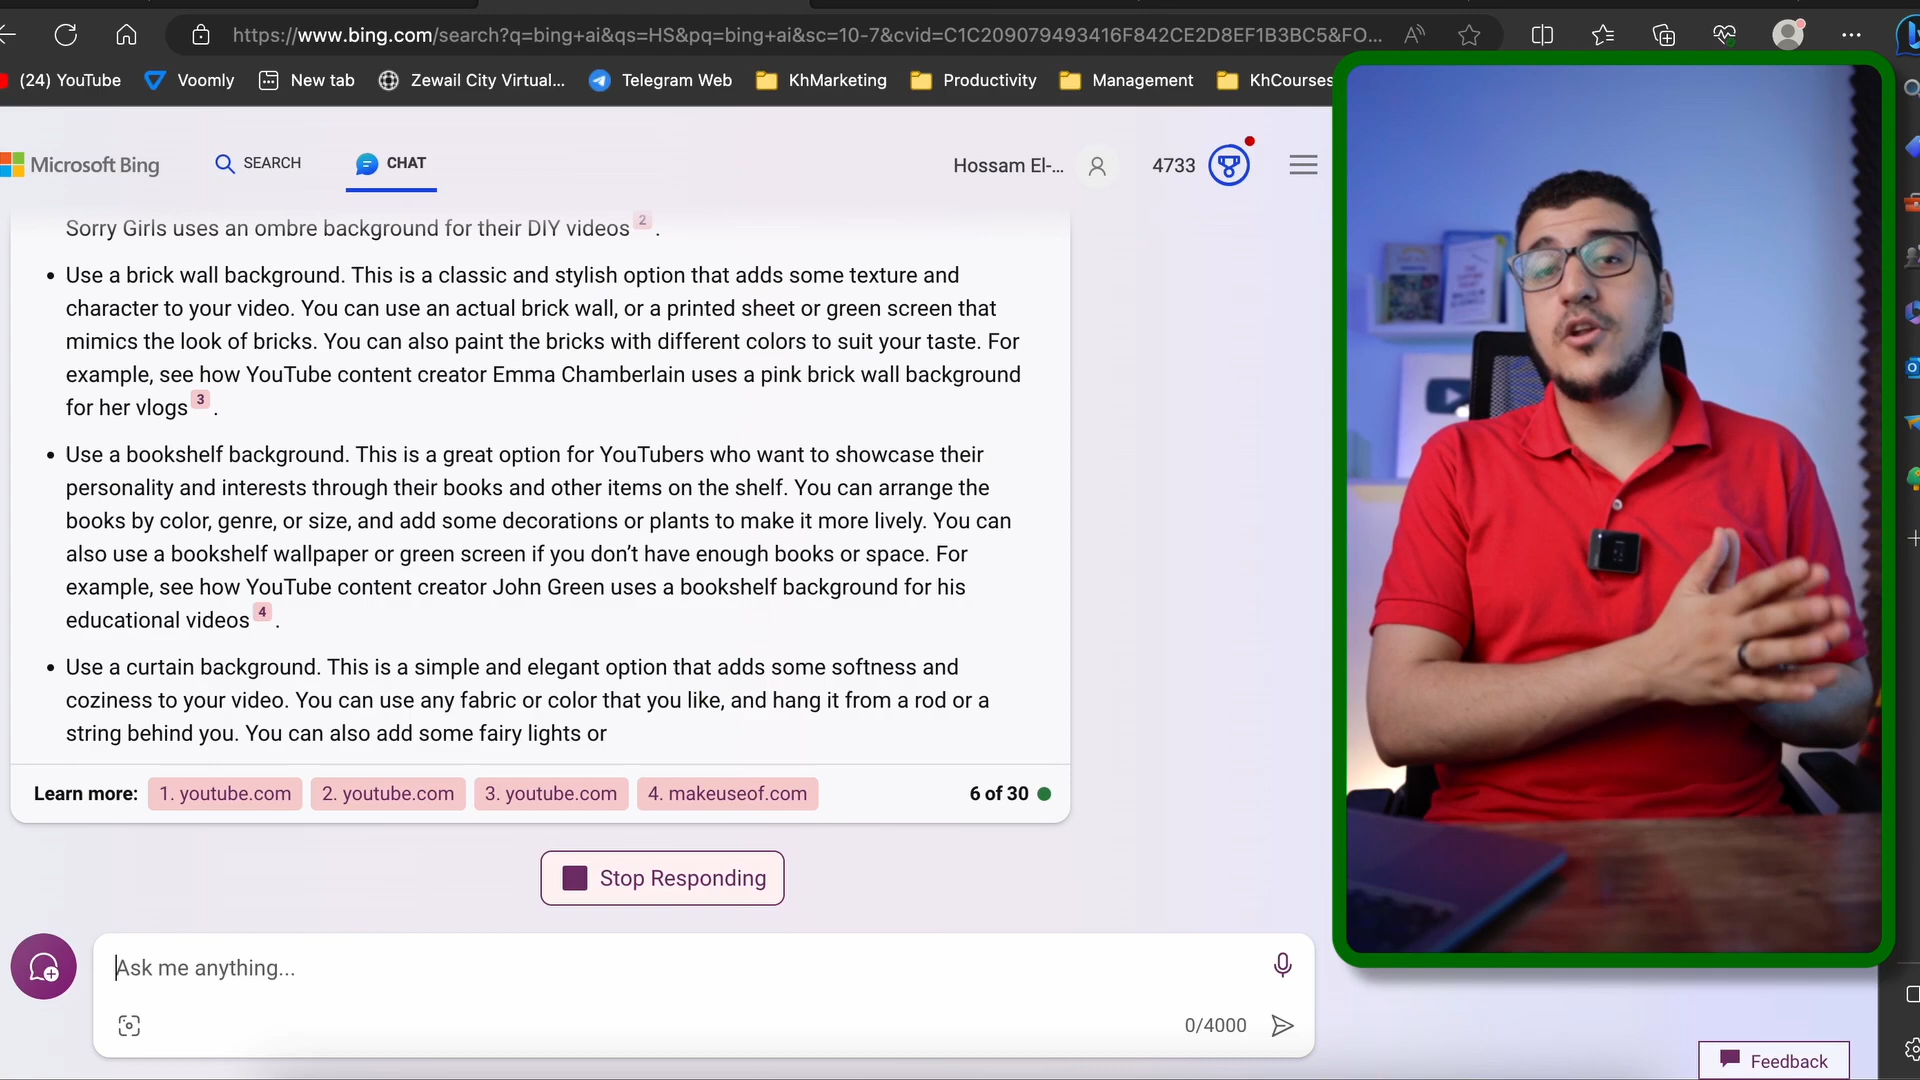 https://www.bing.com/search?q=bing+ai&qs=HS&pq=bing+ai&sc=10-7&cvid=C1C209079493416F842CE2D8EF1B3BC5&FO...
(24) YouTube
Voomly
New tab
Zewail City Virtual...
Telegram Web
KhMarketing
Productivity
Management
KhCourses
Microsoft Bing
SEARCH
CHAT
Hossam El-...
4733
Sorry Girls uses an ombre background for their DIY videos 2 .
• Use a brick wall background. This is a classic and stylish option that adds some texture and
character to your video. You can use an actual brick wall, or a printed sheet or green screen that
mimics the look of bricks. You can also paint the bricks with different colors to suit your taste. For
example, see how YouTube content creator Emma Chamberlain uses a pink brick wall background
for her vlogs 3 .
• Use a bookshelf background. This is a great option for YouTubers who want to showcase their
personality and interests through their books and other items on the shelf. You can arrange the
books by color, genre, or size, and add some decorations or plants to make it more lively. You can
also use a bookshelf wallpaper or green screen if you don’t have enough books or space. For
example, see how YouTube content creator John Green uses a bookshelf background for his
educational videos 4 .
• Use a curtain background. This is a simple and elegant option that adds some softness and
coziness to your video. You can use any fabric or color that you like, and hang it from a rod or a
string behind you. You can also add some fairy lights or
Learn more: 1. youtube.com 2. youtube.com 3. youtube.com 4. makeuseof.com 6 of 30
Stop Responding
Ask me anything...
0/4000
Feedback